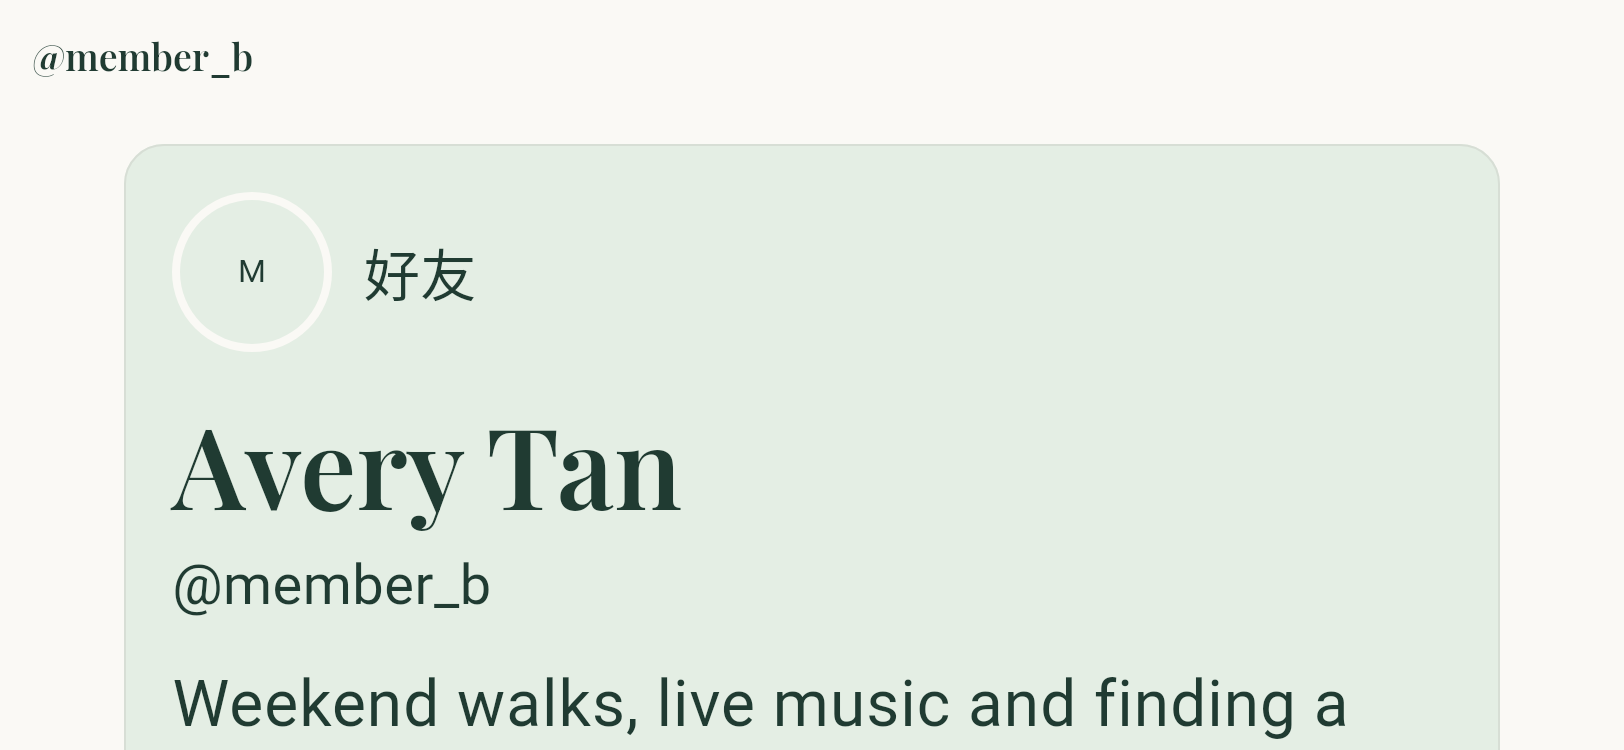 @member_b
M
好友
Avery Tan
@member_b
Weekend walks, live music and finding a